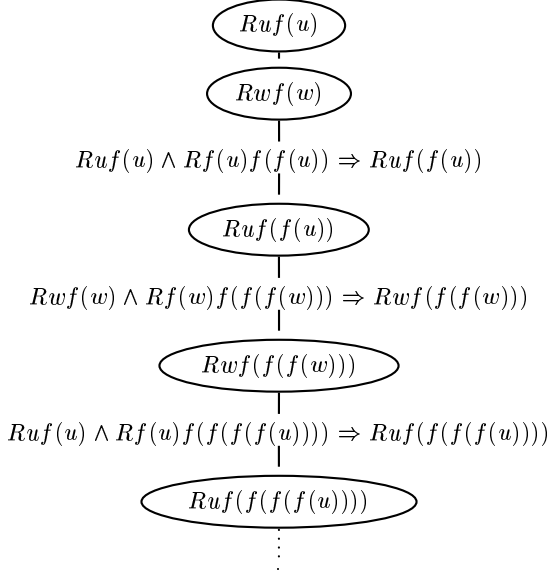 Ruf(u)
Rwf(w)
Ruf(u) ∧ Rf(u)f(f(u)) ⇒ Ruf(f(u))
Ruf(f(u))
Rwf(w) ∧ Rf(w)f(f(f(w))) ⇒ Rwf(f(f(w)))
Rwf(f(f(w)))
Ruf(u) ∧ Rf(u)f(f(f(f(u)))) ⇒ Ruf(f(f(f(u))))
Ruf(f(f(f(u))))